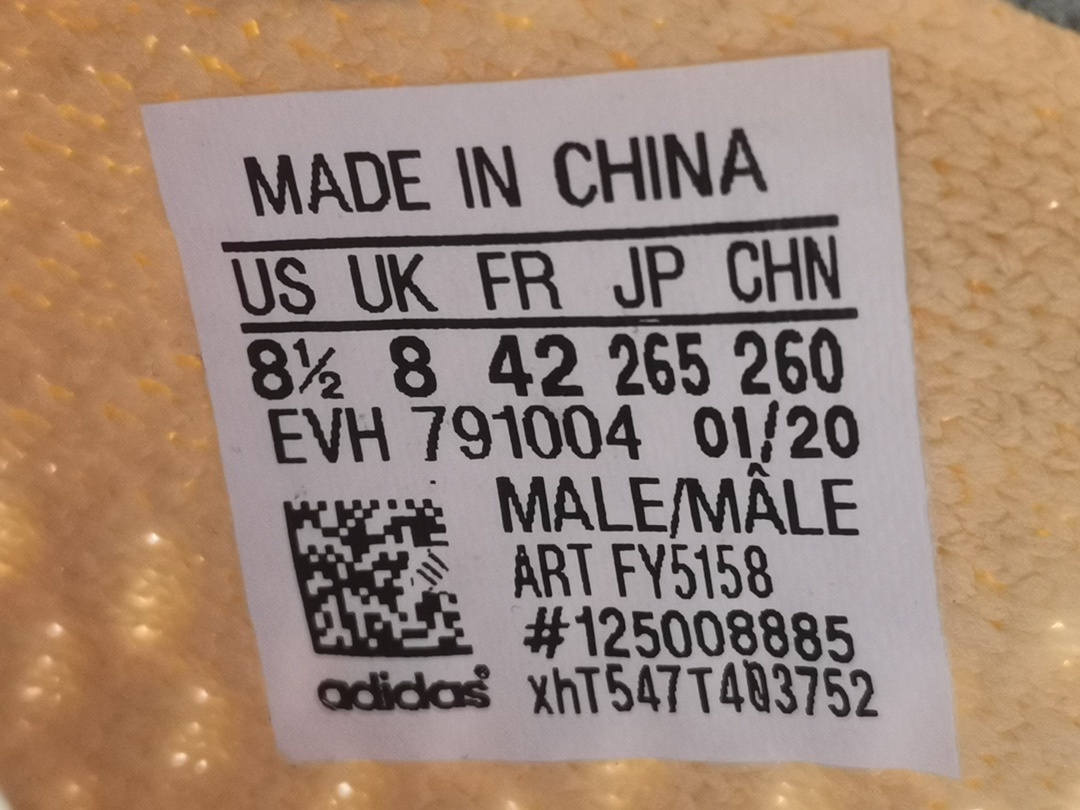 MADE IN CHINA
US UK FR JP CHN
8½ 8 42 265 260
EVH 791004 01/20
MALE/MÂLE
ART FY5158
#125008885
xhT547T403752
adidas®